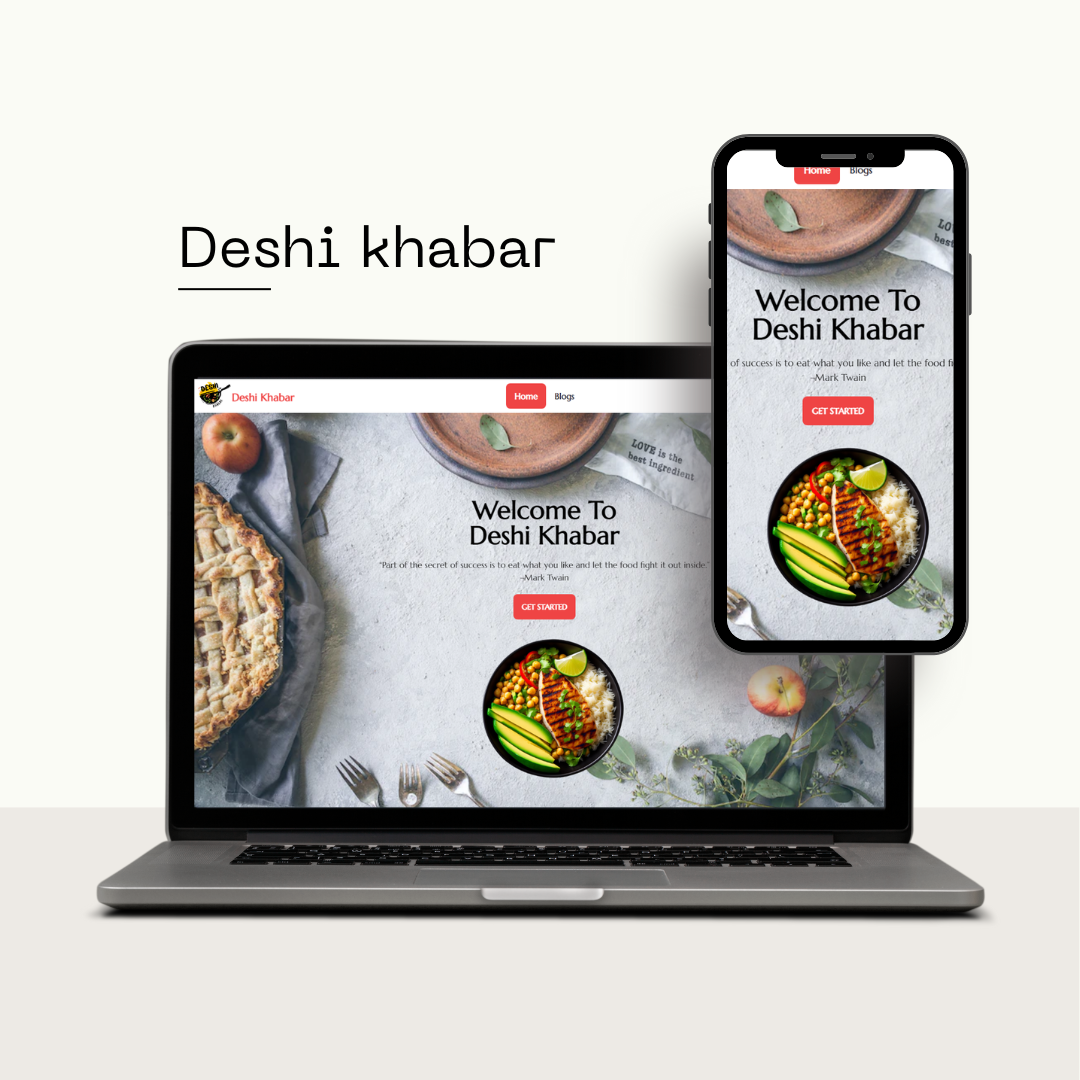 Deshi khabar
DESHI
Deshi Khabar
Home
Blogs
LOVE is the
best ingredient
Welcome To
Deshi Khabar
"Part of the secret of success is to eat what you like and let the food fight it out inside."
–Mark Twain
GET STARTED
Home
Blogs
Welcome To
Deshi Khabar
of success is to eat what you like and let the food
–Mark Twain
GET STARTED